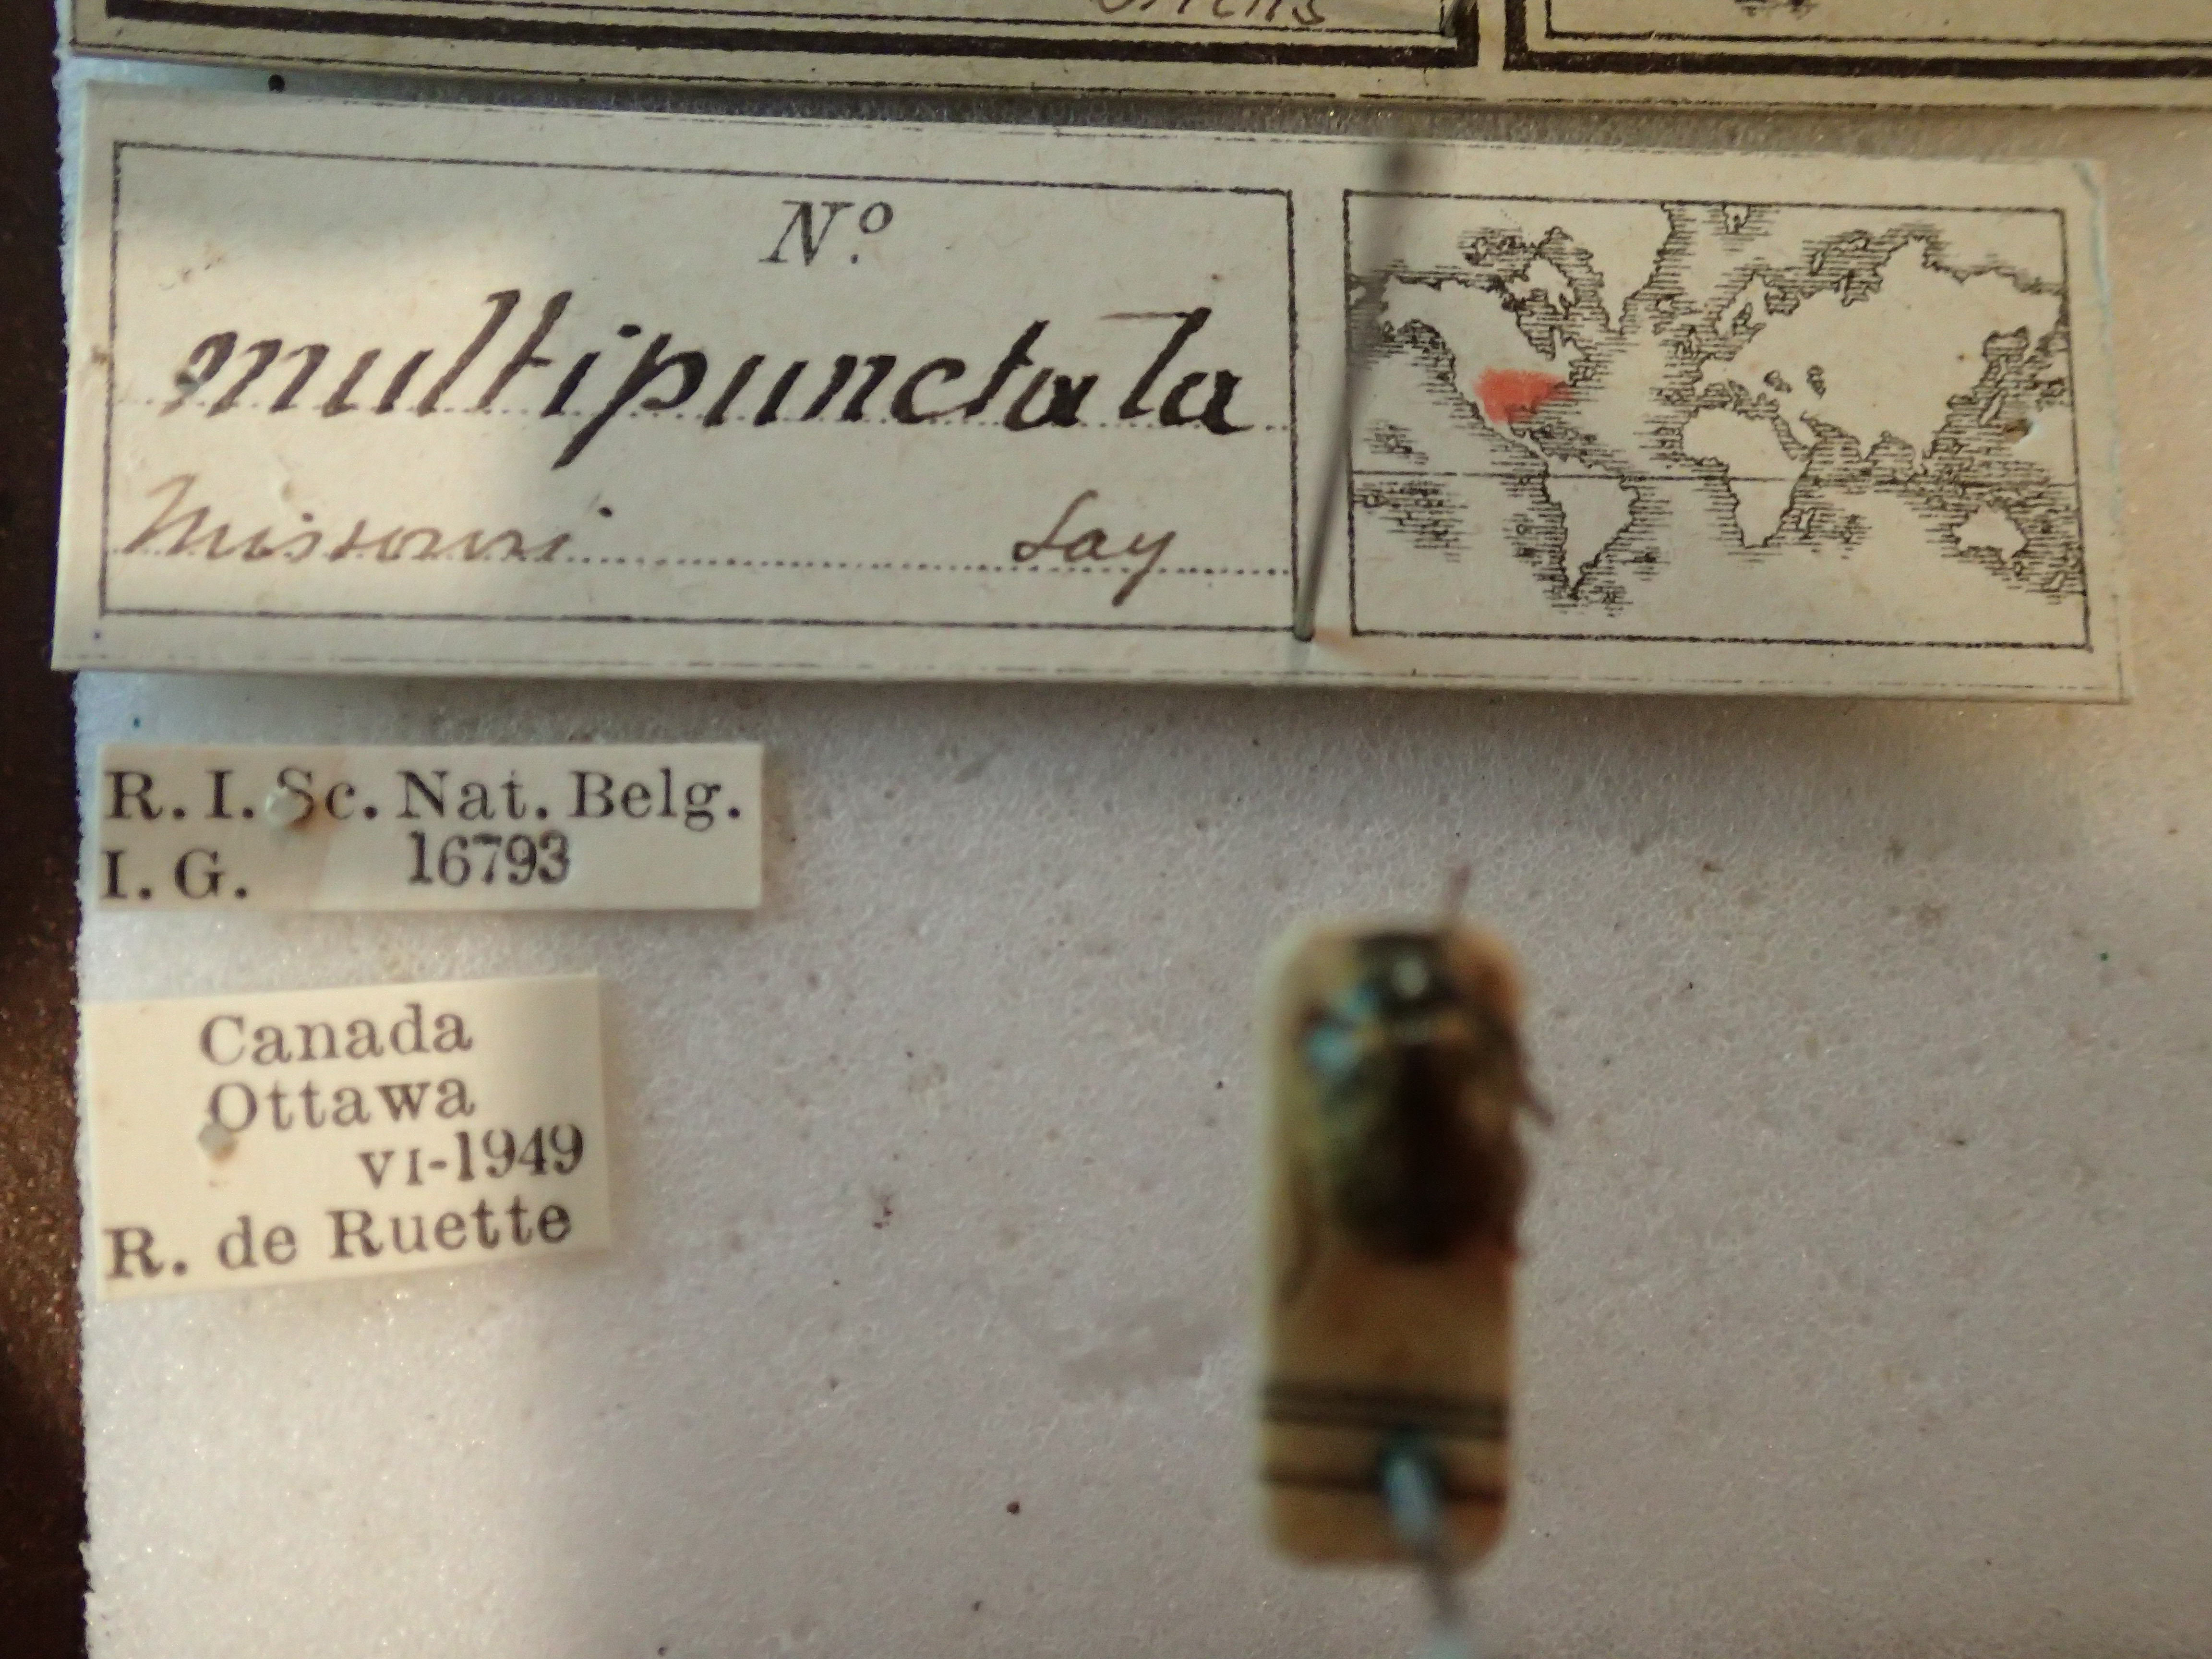 N.º
multipunctata
Missouri Say
R. I. Sc. Nat. Belg.
I. G. 16793
Canada
Ottawa
VI-1949
R. de Ruette